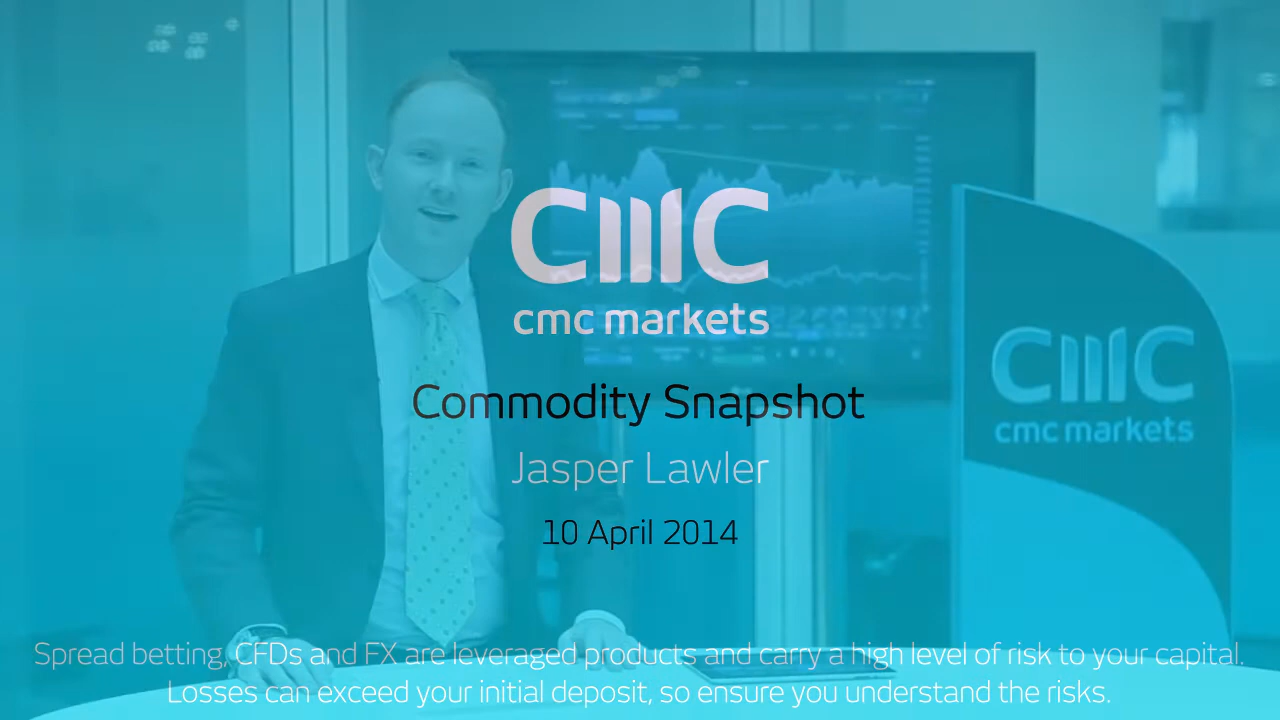 CMC
cmc markets
Commodity Snapshot
Jasper Lawler
10 April 2014
CMC
cmc markets
Spread betting, CFDs and FX are leveraged products and carry a high level of risk to your capital.
Losses can exceed your initial deposit, so ensure you understand the risks.